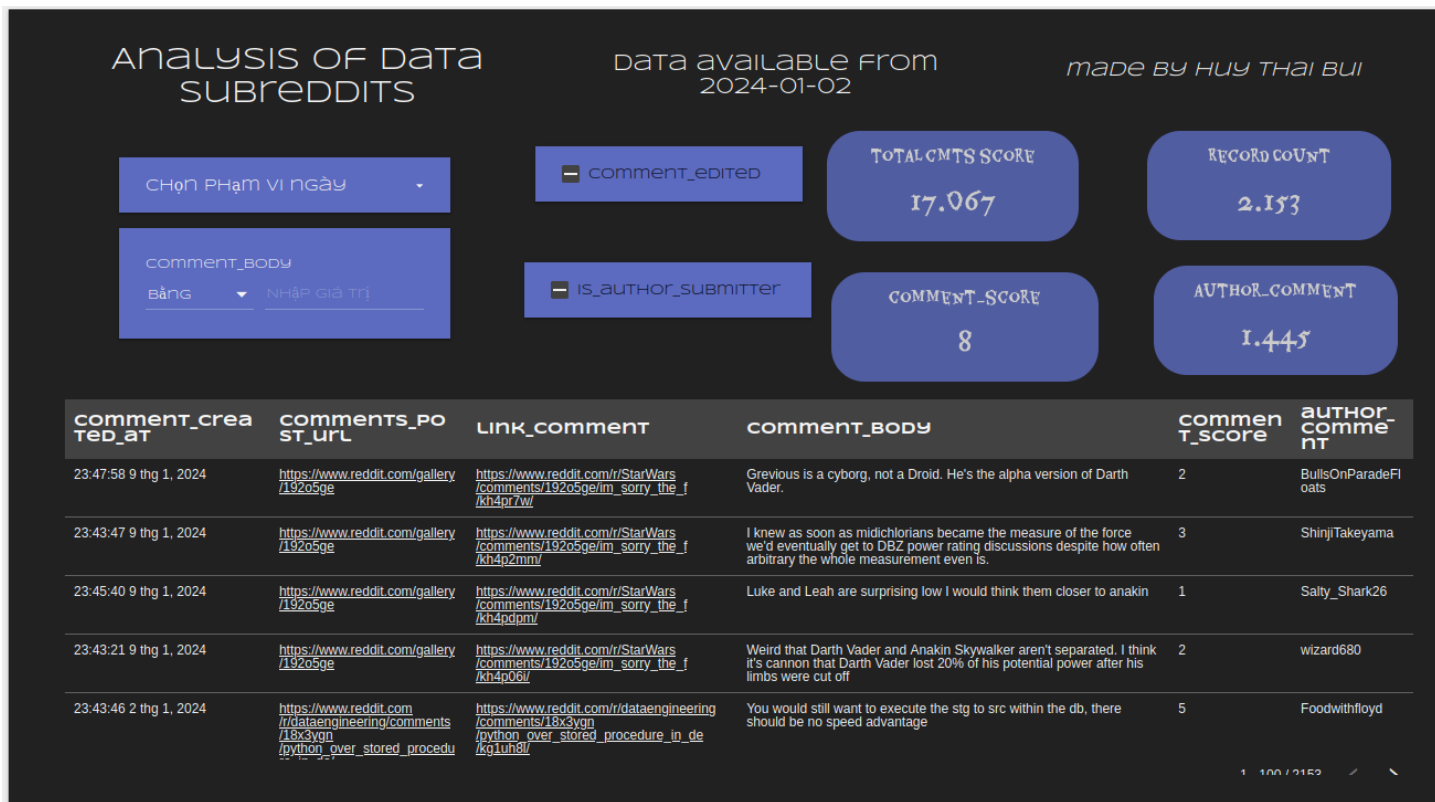 Analysis of Data
Subreddits
Data available from
2024-01-02
made by Huy Thai Bui
Chọn phạm vi ngày
comment_edited
TOTAL CMTS SCORE
17.067
RECORD COUNT
2.153
comment_body
Bằng
Nhập giá trị
is_author_submitter
COMMENT_SCORE
8
AUTHOR_COMMENT
1.445
comment_crea
ted_at
comments_po
st_url
link_comment
comment_body
commen
t_score
author_
comme
nt
23:47:58 9 thg 1, 2024
https://www.reddit.com/gallery
/192o5ge
https://www.reddit.com/r/StarWars
/comments/192o5ge/im_sorry_the_f
/kh4pr7w/
Grevious is a cyborg, not a Droid. He's the alpha version of Darth
Vader.
2
BullsOnParadeFl
oats
23:43:47 9 thg 1, 2024
https://www.reddit.com/gallery
/192o5ge
https://www.reddit.com/r/StarWars
/comments/192o5ge/im_sorry_the_f
/kh4p2mm/
I knew as soon as midichlorians became the measure of the force
we'd eventually get to DBZ power rating discussions despite how often
arbitrary the whole measurement even is.
3
ShinjiTakeyama
23:45:40 9 thg 1, 2024
https://www.reddit.com/gallery
/192o5ge
https://www.reddit.com/r/StarWars
/comments/192o5ge/im_sorry_the_f
/kh4pdpm/
Luke and Leah are surprising low I would think them closer to anakin
1
Salty_Shark26
23:43:21 9 thg 1, 2024
https://www.reddit.com/gallery
/192o5ge
https://www.reddit.com/r/StarWars
/comments/192o5ge/im_sorry_the_f
/kh4p06i/
Weird that Darth Vader and Anakin Skywalker aren't separated. I think
it's cannon that Darth Vader lost 20% of his potential power after his
limbs were cut off
2
wizard680
23:43:46 2 thg 1, 2024
https://www.reddit.com
/r/dataengineering/comments
/18x3ygn
/python_over_stored_procedu
https://www.reddit.com/r/dataengineering
/comments/18x3ygn
/python_over_stored_procedure_in_de
/kg1uh8l/
You would still want to execute the stg to src within the db, there
should be no speed advantage
5
Foodwithfloyd
1 - 100 / 2153